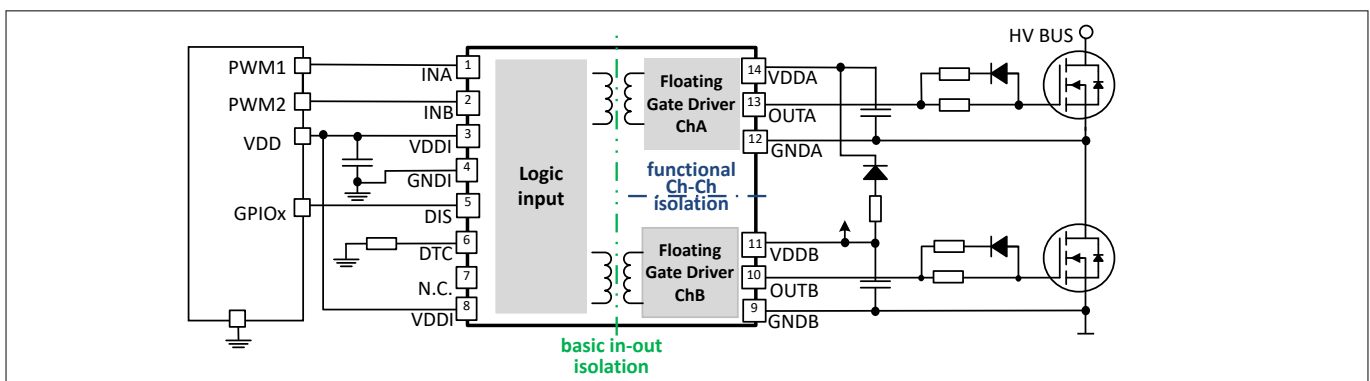 HV BUS
PWM1
PWM2
VDD
GPIOx
1
INA
2
INB
3
VDDI
4
GNDI
5
DIS
6
DTC
7
N.C.
8
VDDI
Logic
input
Floating
Gate Driver
ChA
functional
Ch-Ch
isolation
Floating
Gate Driver
ChB
14
VDDA
13
OUTA
12
GNDA
11
VDDB
10
OUTB
9
GNDB
basic in-out
isolation